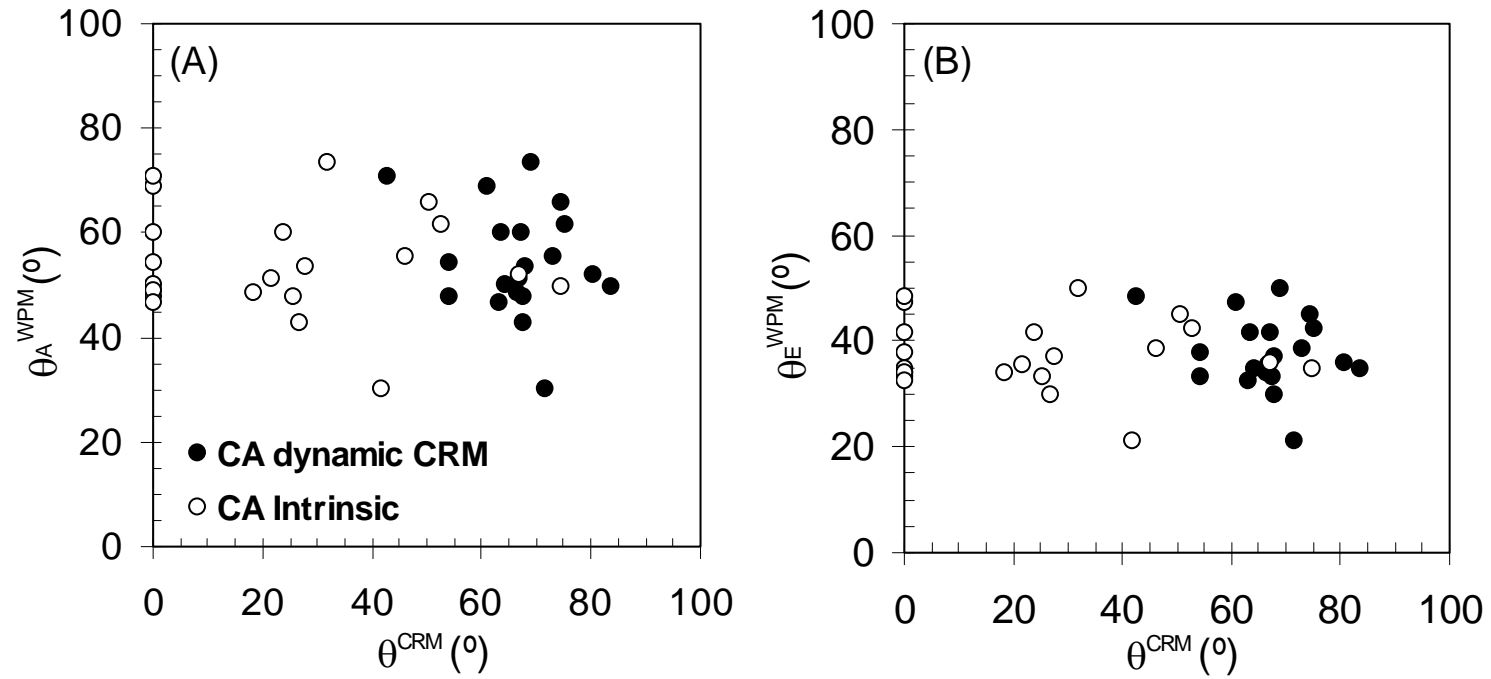 (A)
100
80
60
40
20
0
0 20 40 60 80 100
θA^WPM (º)
θ^CRM (º)
CA dynamic CRM
CA Intrinsic
(B)
100
80
60
40
20
0
0 20 40 60 80 100
θE^WPM (º)
θ^CRM (º)